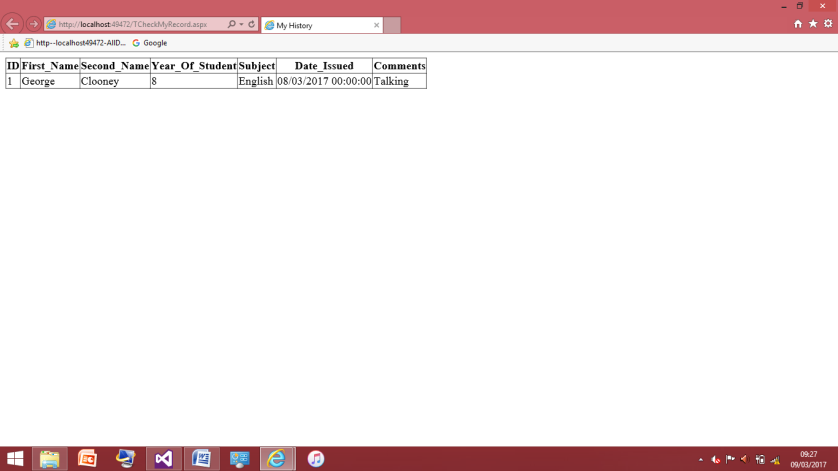 http://localhost:49472/TCheckMyRecord.aspx
My History
http--localhost49472-AllD...
Google
ID First_Name Second_Name Year_Of_Student Subject Date_Issued Comments
1 George Clooney 8 English 08/03/2017 00:00:00 Talking
09:27
09/03/2017